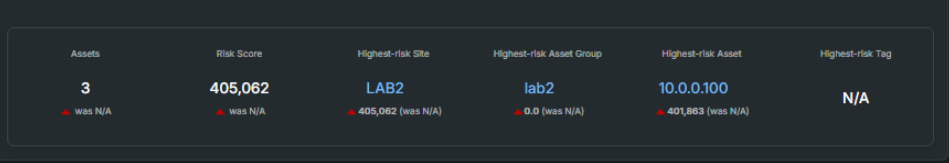 Assets Risk Score Highest-risk Site Highest-risk Asset Group Highest-risk Asset Highest-risk Tag
3 405,062 LAB2 lab2 10.0.0.100 N/A
was N/A was N/A 405,062 (was N/A) 0.0 (was N/A) 401,863 (was N/A)